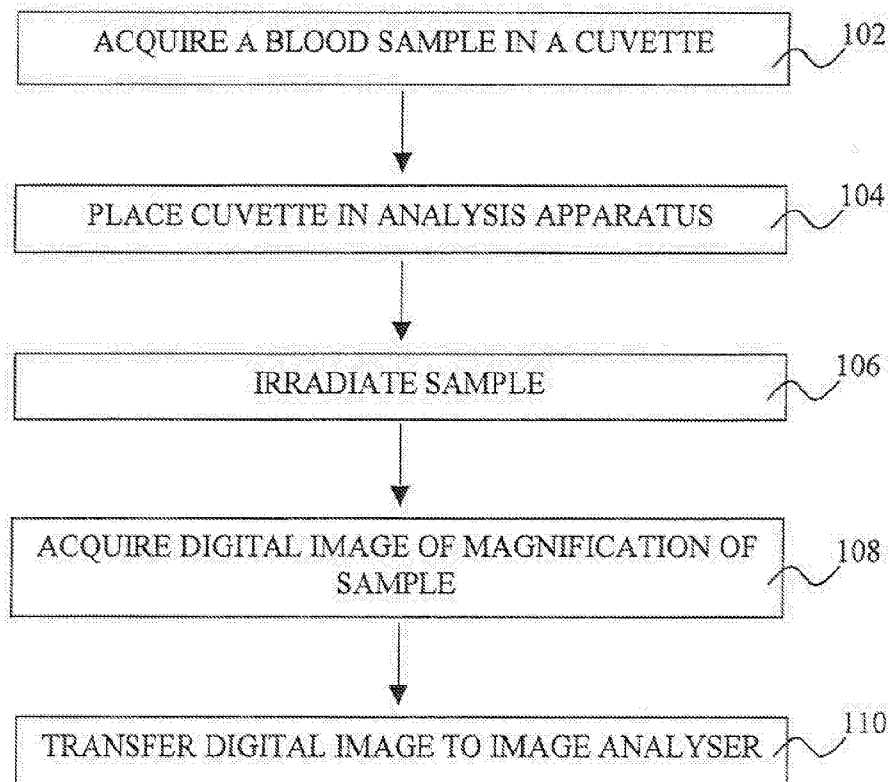 ACQUIRE A BLOOD SAMPLE IN A CUVETTE
102
PLACE CUVETTE IN ANALYSIS APPARATUS
104
IRRADIATE SAMPLE
106
ACQUIRE DIGITAL IMAGE OF MAGNIFICATION OF
SAMPLE
108
TRANSFER DIGITAL IMAGE TO IMAGE ANALYSER
110